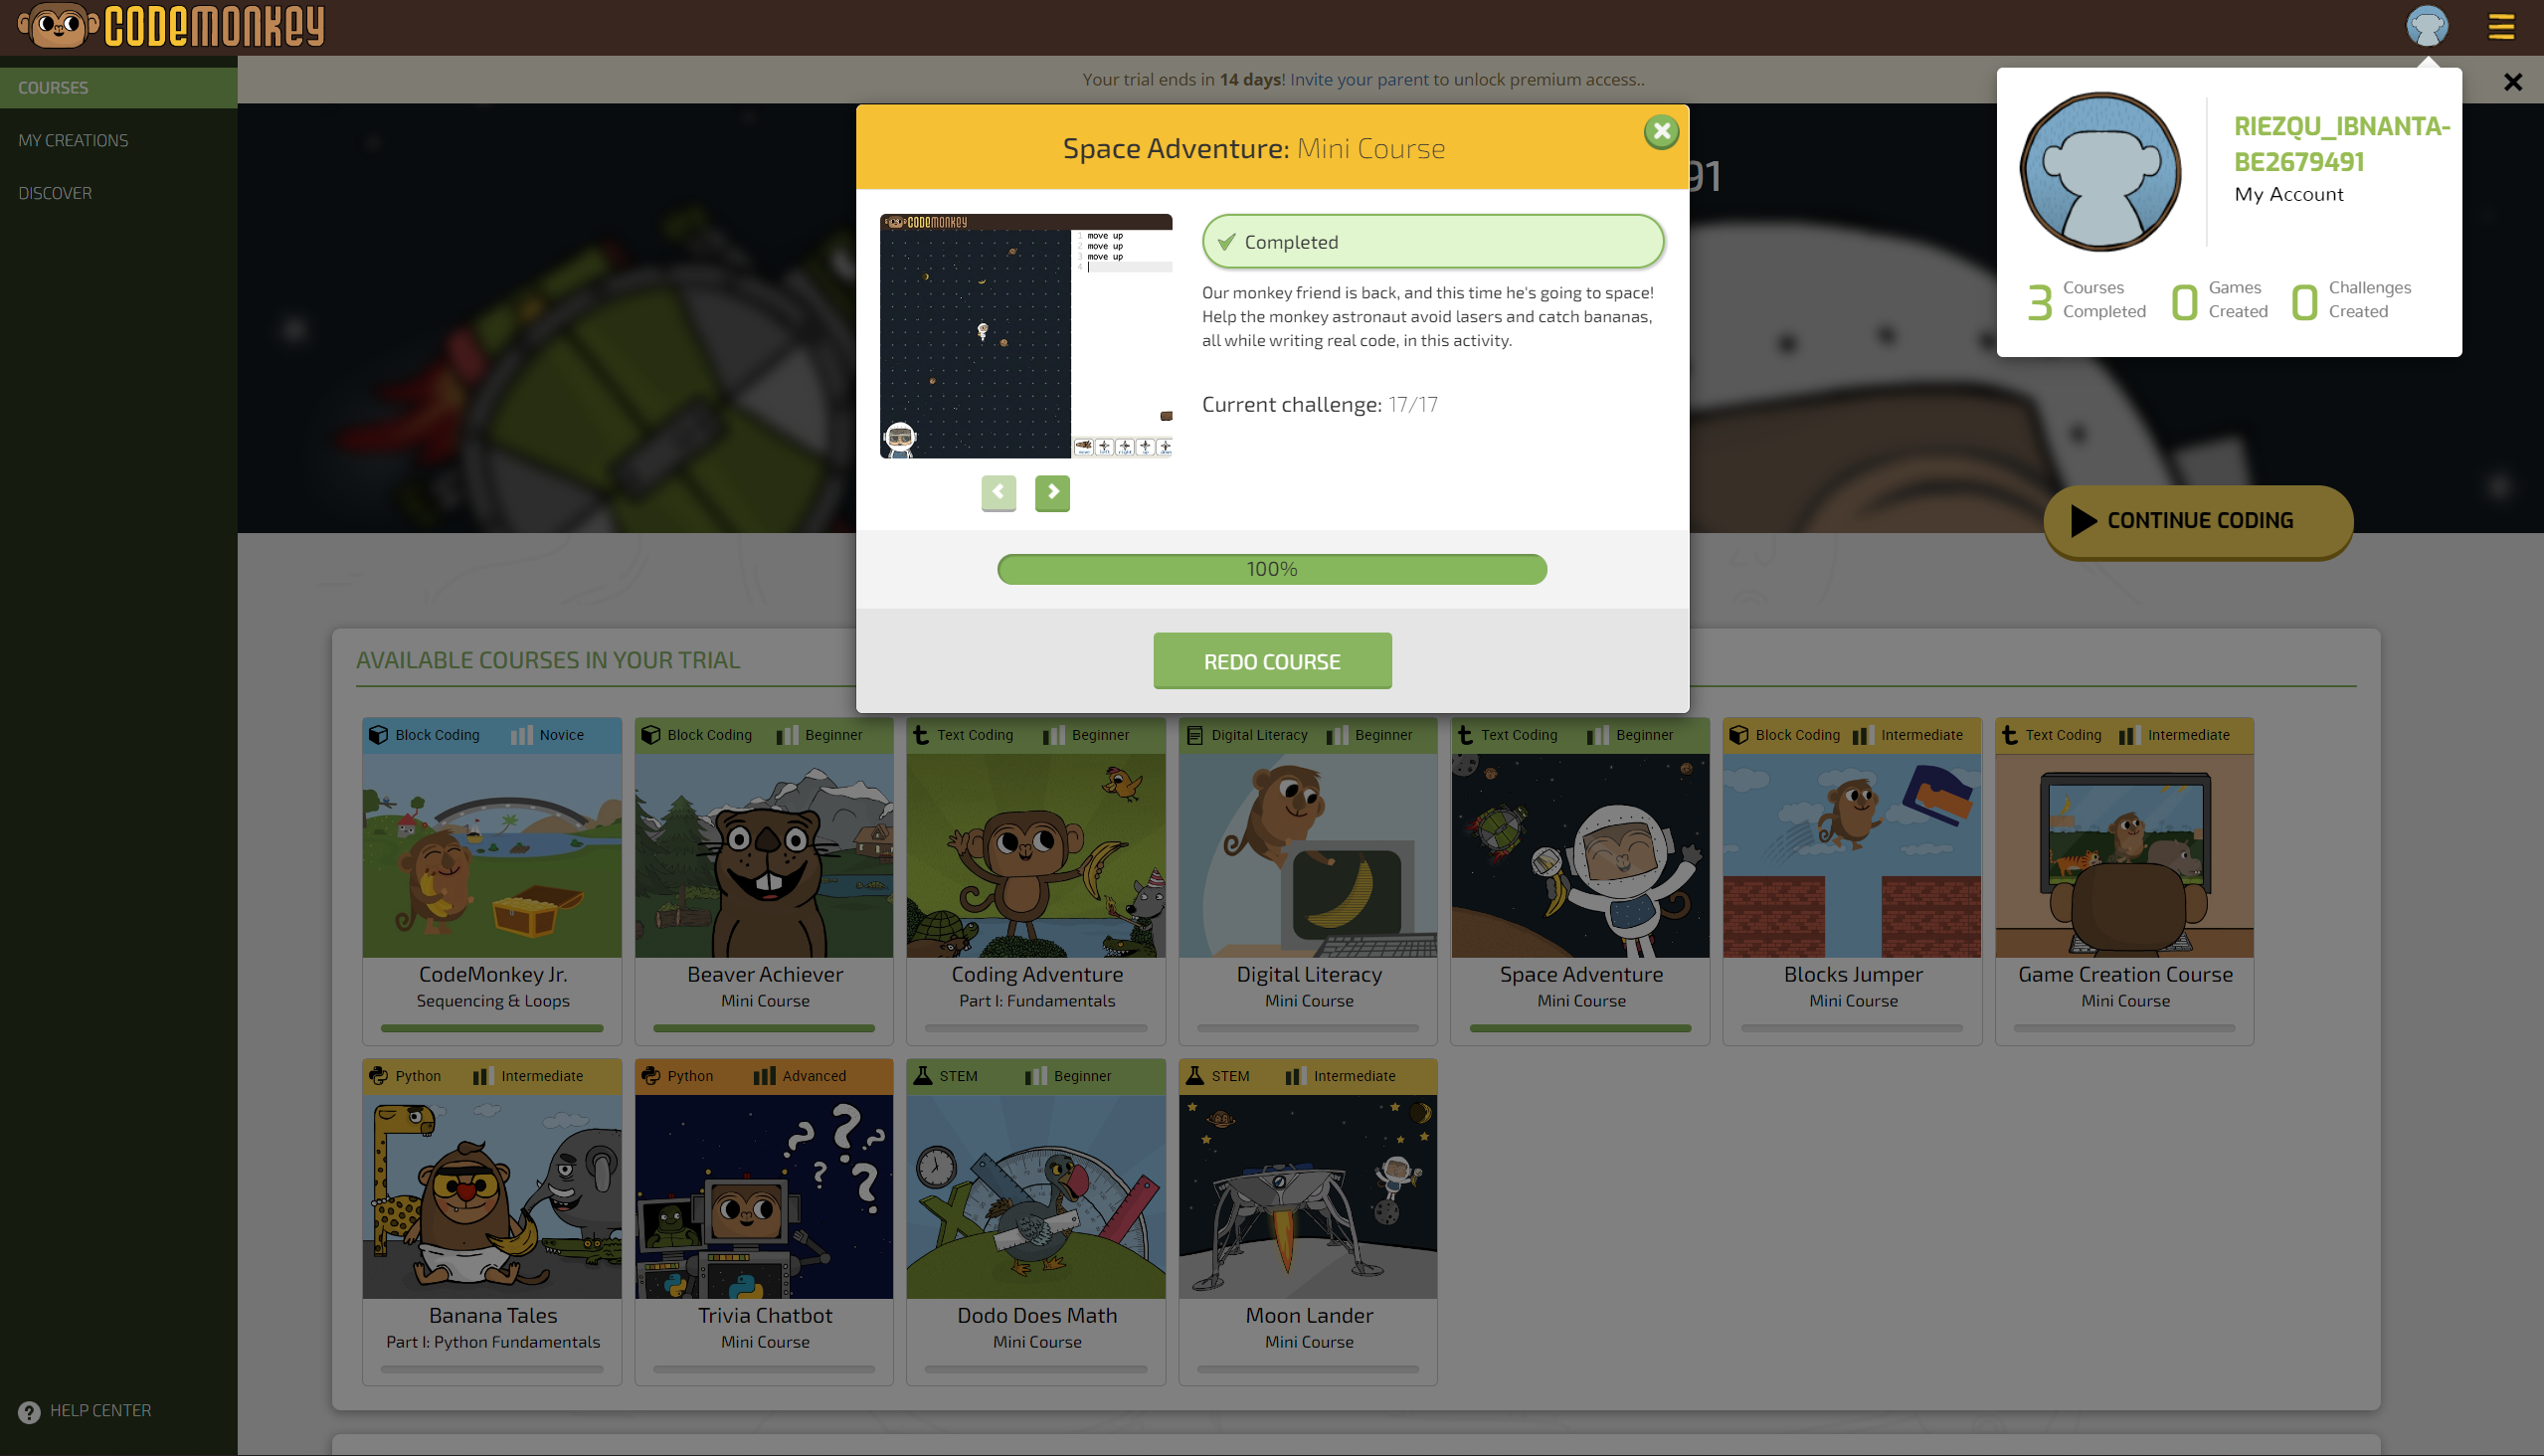 CODEMONKEY
COURSES
MY CREATIONS
DISCOVER
HELP CENTER
Your trial ends in 14 days! Invite your parent to unlock premium access..
91
RIEZQU_IBNANTA-
BE2679491
My Account
3 Courses Completed
0 Games Created
0 Challenges Created
Space Adventure: Mini Course
CODEMONKEY
1 move up
2 move up
3 move up
4
Completed
Our monkey friend is back, and this time he's going to space!
Help the monkey astronaut avoid lasers and catch bananas,
all while writing real code, in this activity.
Current challenge: 17/17
100%
REDO COURSE
CONTINUE CODING
AVAILABLE COURSES IN YOUR TRIAL
Block Coding Novice
CodeMonkey Jr.
Sequencing & Loops
Block Coding Beginner
Beaver Achiever
Mini Course
Text Coding Beginner
Coding Adventure
Part I: Fundamentals
Digital Literacy Beginner
Digital Literacy
Mini Course
Text Coding Beginner
Space Adventure
Mini Course
Block Coding Intermediate
Blocks Jumper
Mini Course
Text Coding Intermediate
Game Creation Course
Mini Course
Python Intermediate
Banana Tales
Part I: Python Fundamentals
Python Advanced
Trivia Chatbot
Mini Course
STEM Beginner
Dodo Does Math
Mini Course
STEM Intermediate
Moon Lander
Mini Course